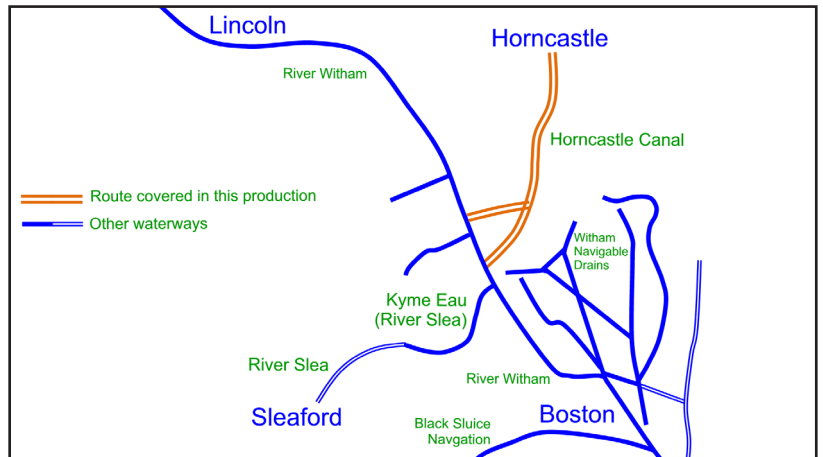 Lincoln
Horncastle
River Witham
Horncastle Canal
Route covered in this production
Other waterways
Witham
Navigable
Drains
Kyme Eau
(River Slea)
River Slea
River Witham
Sleaford
Boston
Black Sluice
Navgation